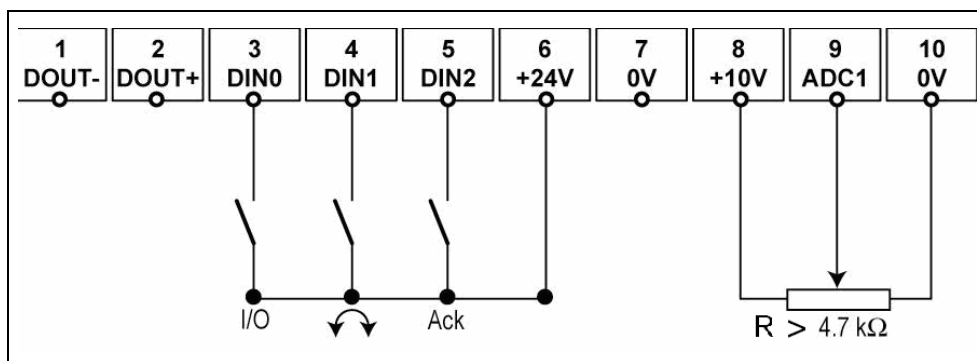 1 2 3 4 5 6 7 8 9 10
DOUT- DOUT+ DIN0 DIN1 DIN2 +24V 0V +10V ADC1 0V
I/O Ack R > 4.7 kΩ